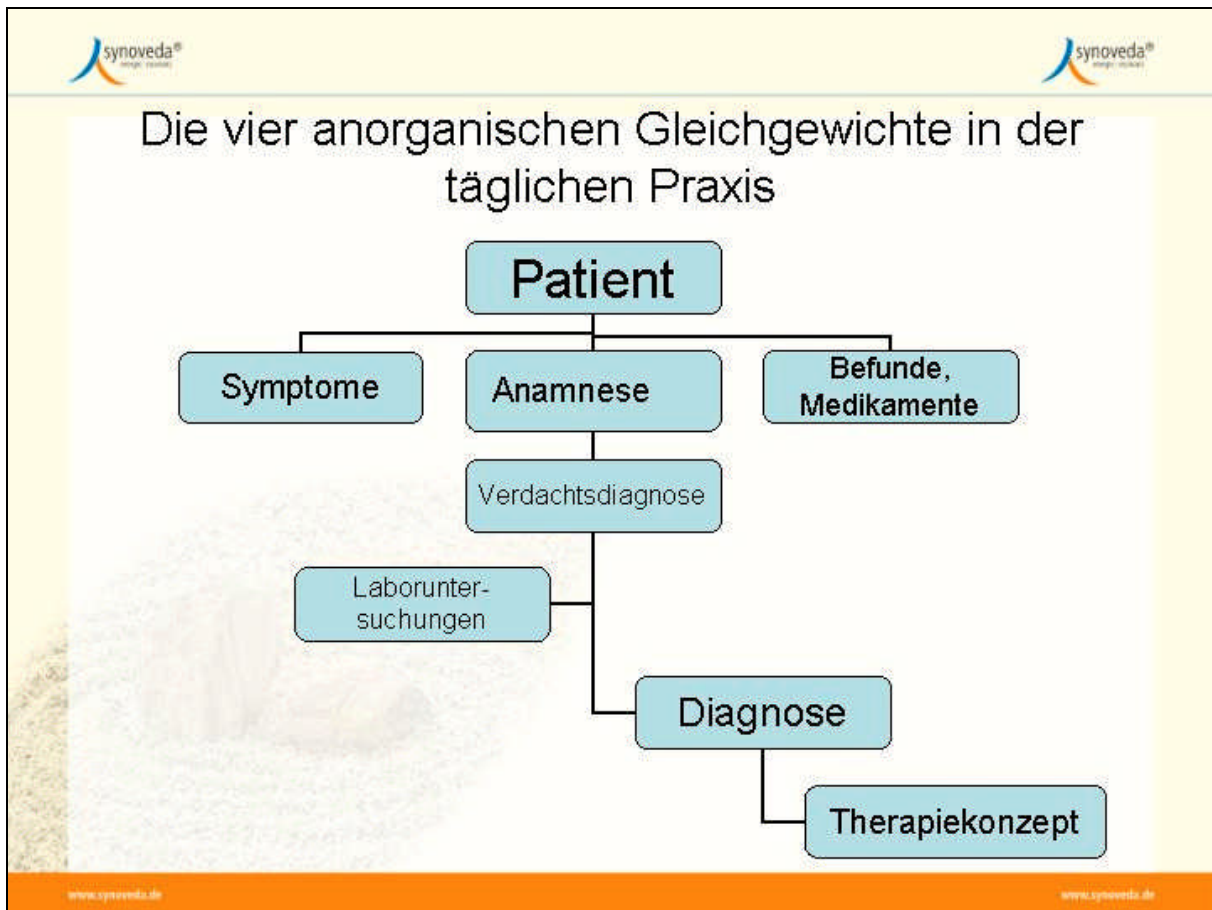 synoveda®
synoveda®
Die vier anorganischen Gleichgewichte in der
täglichen Praxis
Patient
Symptome
Anamnese
Befunde,
Medikamente
Verdachtsdiagnose
Laborunter-
suchungen
Diagnose
Therapiekonzept
www.synoveda.de
www.synoveda.de